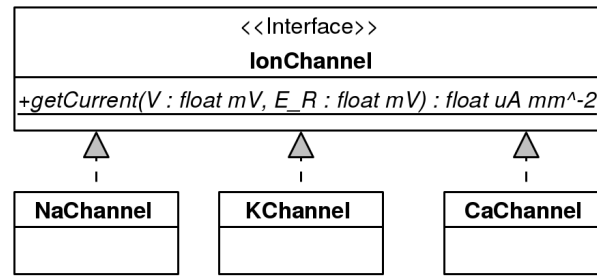 <<Interface>>
IonChannel
+getCurrent(V : float mV, E_R : float mV) : float uA mm^-2
NaChannel
KChannel
CaChannel